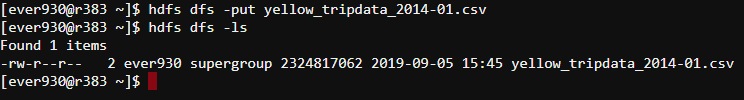 [ever930@r383 ~]$ hdfs dfs -put yellow_tripdata_2014-01.csv
[ever930@r383 ~]$ hdfs dfs -ls
Found 1 items
-rw-r--r--   2 ever930 supergroup 2324817062 2019-09-05 15:45 yellow_tripdata_2014-01.csv
[ever930@r383 ~]$